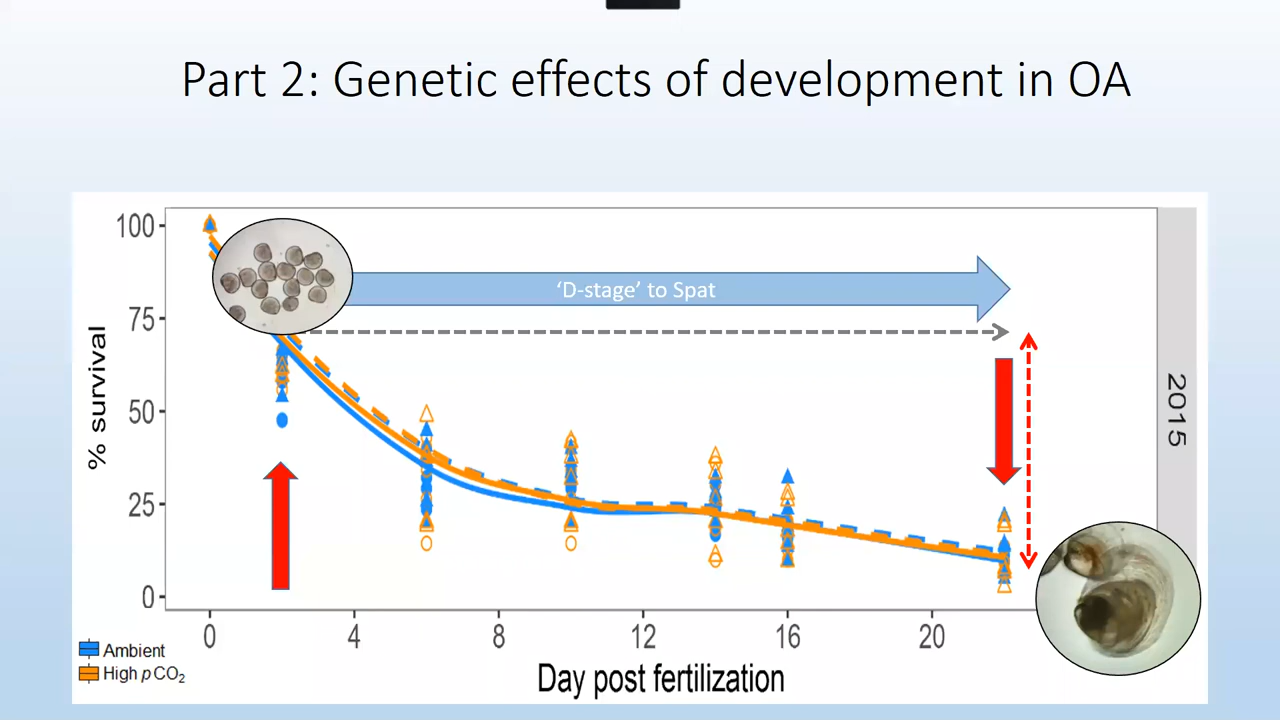 Part 2: Genetic effects of development in OA
100
75
50
25
0
% survival
'D-stage' to Spat
2015
0 4 8 12 16 20
Day post fertilization
Ambient
High pCO₂